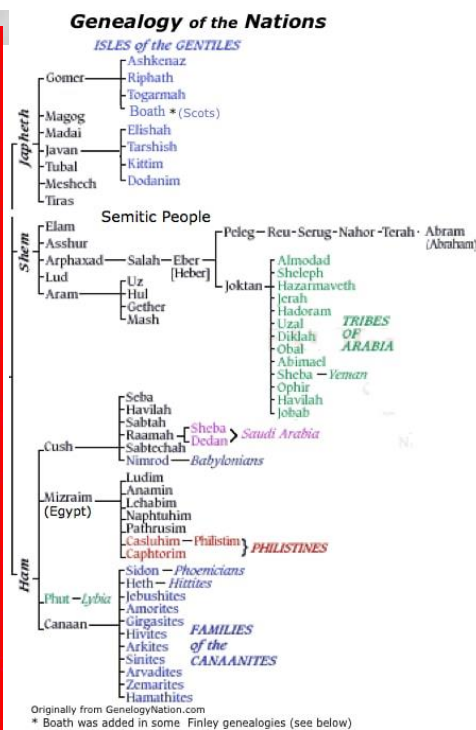 Genealogy of the Nations
ISLES of the GENTILES
Japheth
Gomer
Ashkenaz
Riphath
Togarmah
Boath * (Scots)
Magog
Madai
Javan
Elishah
Tarshish
Kittim
Dodanim
Tubal
Meshech
Tiras
Semitic People
Shem
Elam
Asshur
Arphaxad — Salah — Eber
[Heber]
Peleg — Reu - Serug - Nahor - Terah · Abram
(Abraham)
Joktan
Almodad
Sheleph
Hazarmaveth
Jerah
Hadoram
Uzal
Diklah
Obal
Abimael
Sheba — Yeman
Ophir
Havilah
Jobab
TRIBES
OF
ARABIA
Lud
Aram
Uz
Hul
Gether
Mash
Ham
Cush
Seba
Havilah
Sabtah
Raamah
Sheba
Dedan
Saudi Arabia
Sabtechah
Nimrod — Babylonians
Mizraim
(Egypt)
Ludim
Anamin
Lehabim
Naphtuhim
Pathrusim
Casluhim — Philistim
Caphtorim
PHILISTINES
Phut — Lybia
Canaan
Sidon — Phoenicians
Heth — Hittites
Jebushites
Amorites
Girgasites
Hivites
Arkites
Sinites
Arvadites
Zemarites
Hamathites
FAMILIES
of the
CANAANITES
Originally from GenelogyNation.com
* Boath was added in some Finley genealogies (see below)